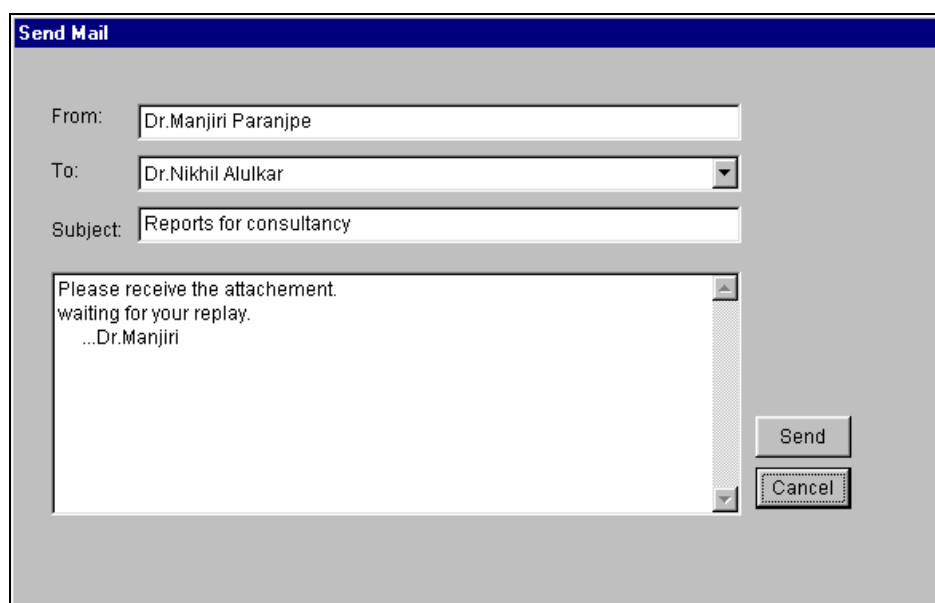 Send Mail
From: Dr.Manjiri Paranjpe
To: Dr.Nikhil Alulkar
Subject: Reports for consultancy
Please receive the attachement.
waiting for your replay.
...Dr.Manjiri
Send
Cancel